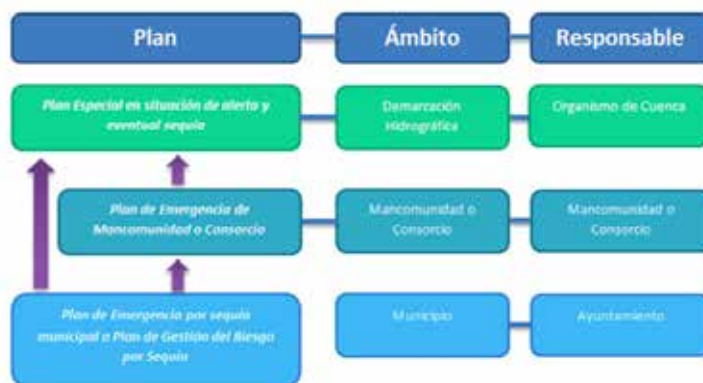 Plan
Ámbito
Responsable
Plan Especial en situación de alerta y
eventual sequía
Demarcación
Hidrográfica
Organismo de Cuenca
Plan de Emergencia de
Mancomunidad o Consorcio
Mancomunidad o
Consorcio
Mancomunidad o
Consorcio
Plan de Emergencia por sequía
municipal o Plan de Gestión del Riesgo
por Sequía
Municipio
Ayuntamiento